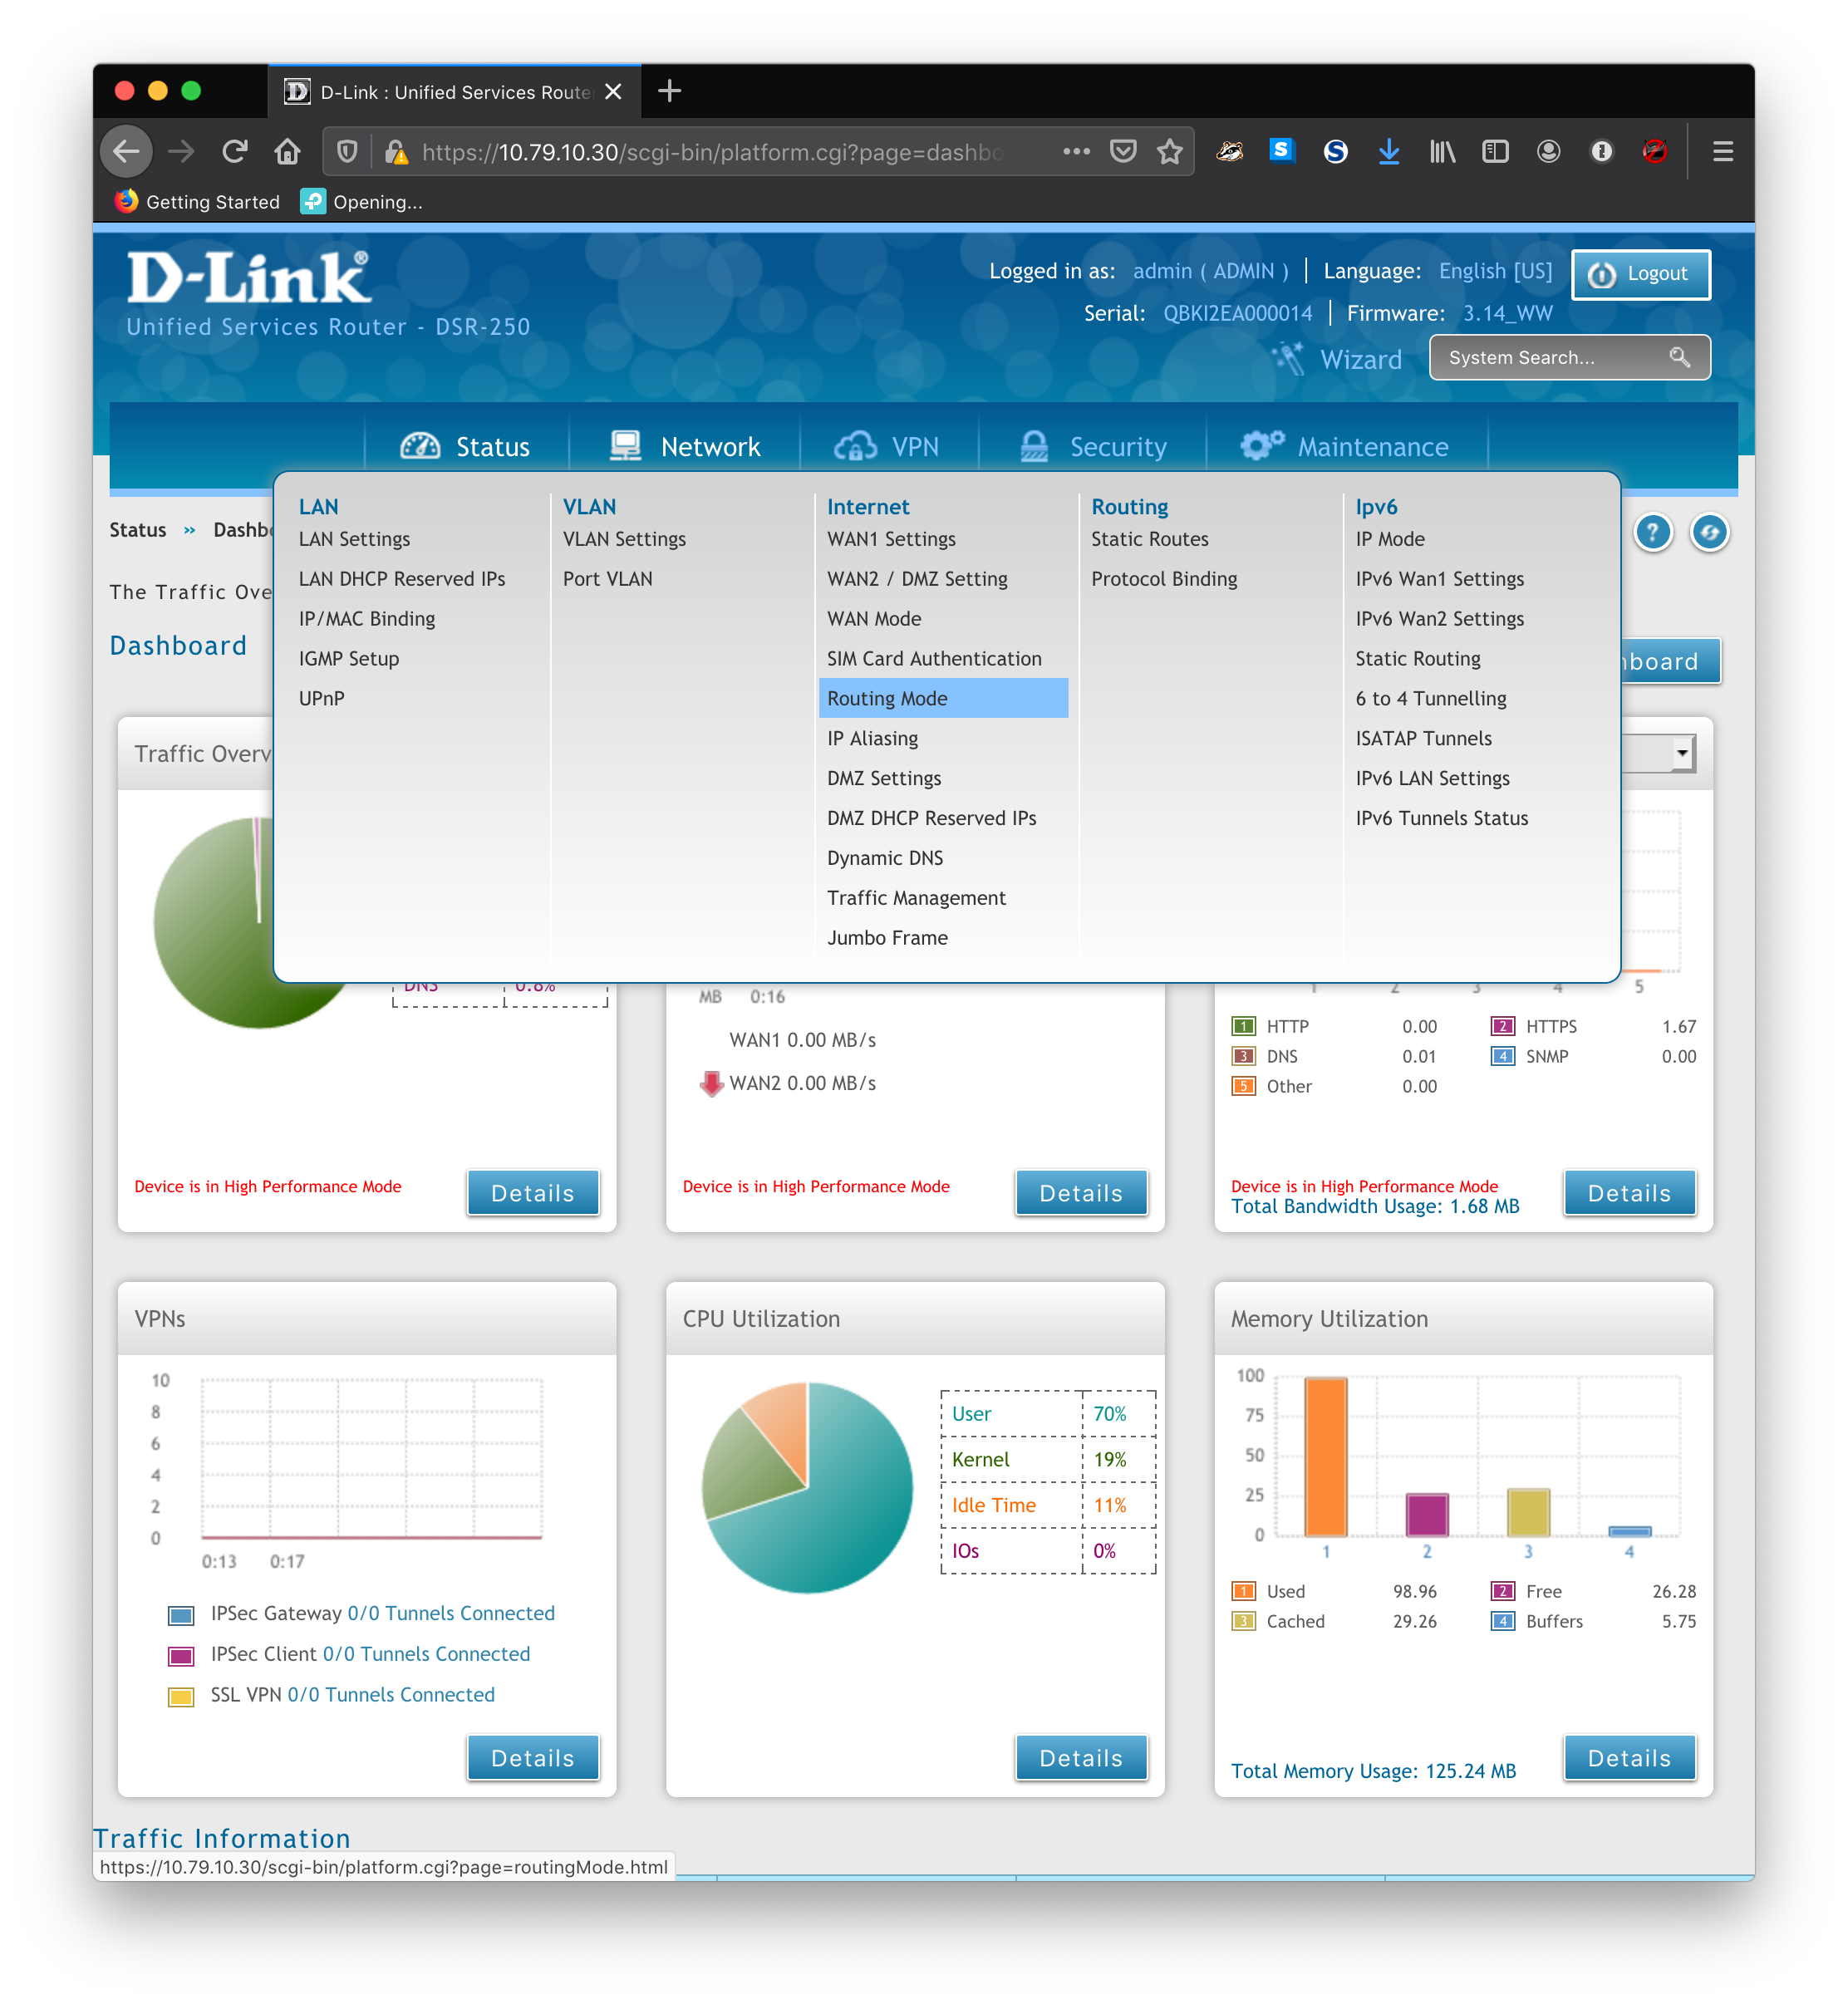 D-Link : Unified Services Route
https://10.79.10.30/scgi-bin/platform.cgi?page=dashbo
Getting Started
Opening...
D-Link®
Unified Services Router - DSR-250
Logged in as: admin ( ADMIN ) | Language: English [US]
Logout
Serial: QBKI2EA000014 | Firmware: 3.14_WW
Wizard
System Search...
Status
Network
VPN
Security
Maintenance
Status » Dashbo
The Traffic Ove
Dashboard
board
LAN
LAN Settings
LAN DHCP Reserved IPs
IP/MAC Binding
IGMP Setup
UPnP
VLAN
VLAN Settings
Port VLAN
Internet
WAN1 Settings
WAN2 / DMZ Setting
WAN Mode
SIM Card Authentication
Routing Mode
IP Aliasing
DMZ Settings
DMZ DHCP Reserved IPs
Dynamic DNS
Traffic Management
Jumbo Frame
Routing
Static Routes
Protocol Binding
Ipv6
IP Mode
IPv6 Wan1 Settings
IPv6 Wan2 Settings
Static Routing
6 to 4 Tunnelling
ISATAP Tunnels
IPv6 LAN Settings
IPv6 Tunnels Status
Traffic Overv
DNS 0.8%
Device is in High Performance Mode
Details
MB 0:16
WAN1 0.00 MB/s
WAN2 0.00 MB/s
Device is in High Performance Mode
Details
1 2 3 4 5
1 HTTP 0.00 2 HTTPS 1.67
3 DNS 0.01 4 SNMP 0.00
5 Other 0.00
Device is in High Performance Mode
Total Bandwidth Usage: 1.68 MB
Details
VPNs
10
8
6
4
2
0
0:13 0:17
IPSec Gateway 0/0 Tunnels Connected
IPSec Client 0/0 Tunnels Connected
SSL VPN 0/0 Tunnels Connected
Details
CPU Utilization
User 70%
Kernel 19%
Idle Time 11%
IOs 0%
Details
Memory Utilization
100
75
50
25
0
1 2 3 4
1 Used 98.96 2 Free 26.28
3 Cached 29.26 4 Buffers 5.75
Total Memory Usage: 125.24 MB
Details
Traffic Information
https://10.79.10.30/scgi-bin/platform.cgi?page=routingMode.html